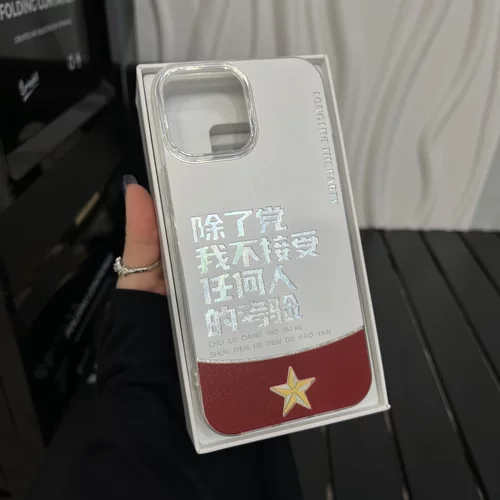 FOLDING CONTAINER
除了党
我不接受
任何人
的考验
CHU LE DANG WO BU JIE
SHOU REN HE REN DE KAO YAN